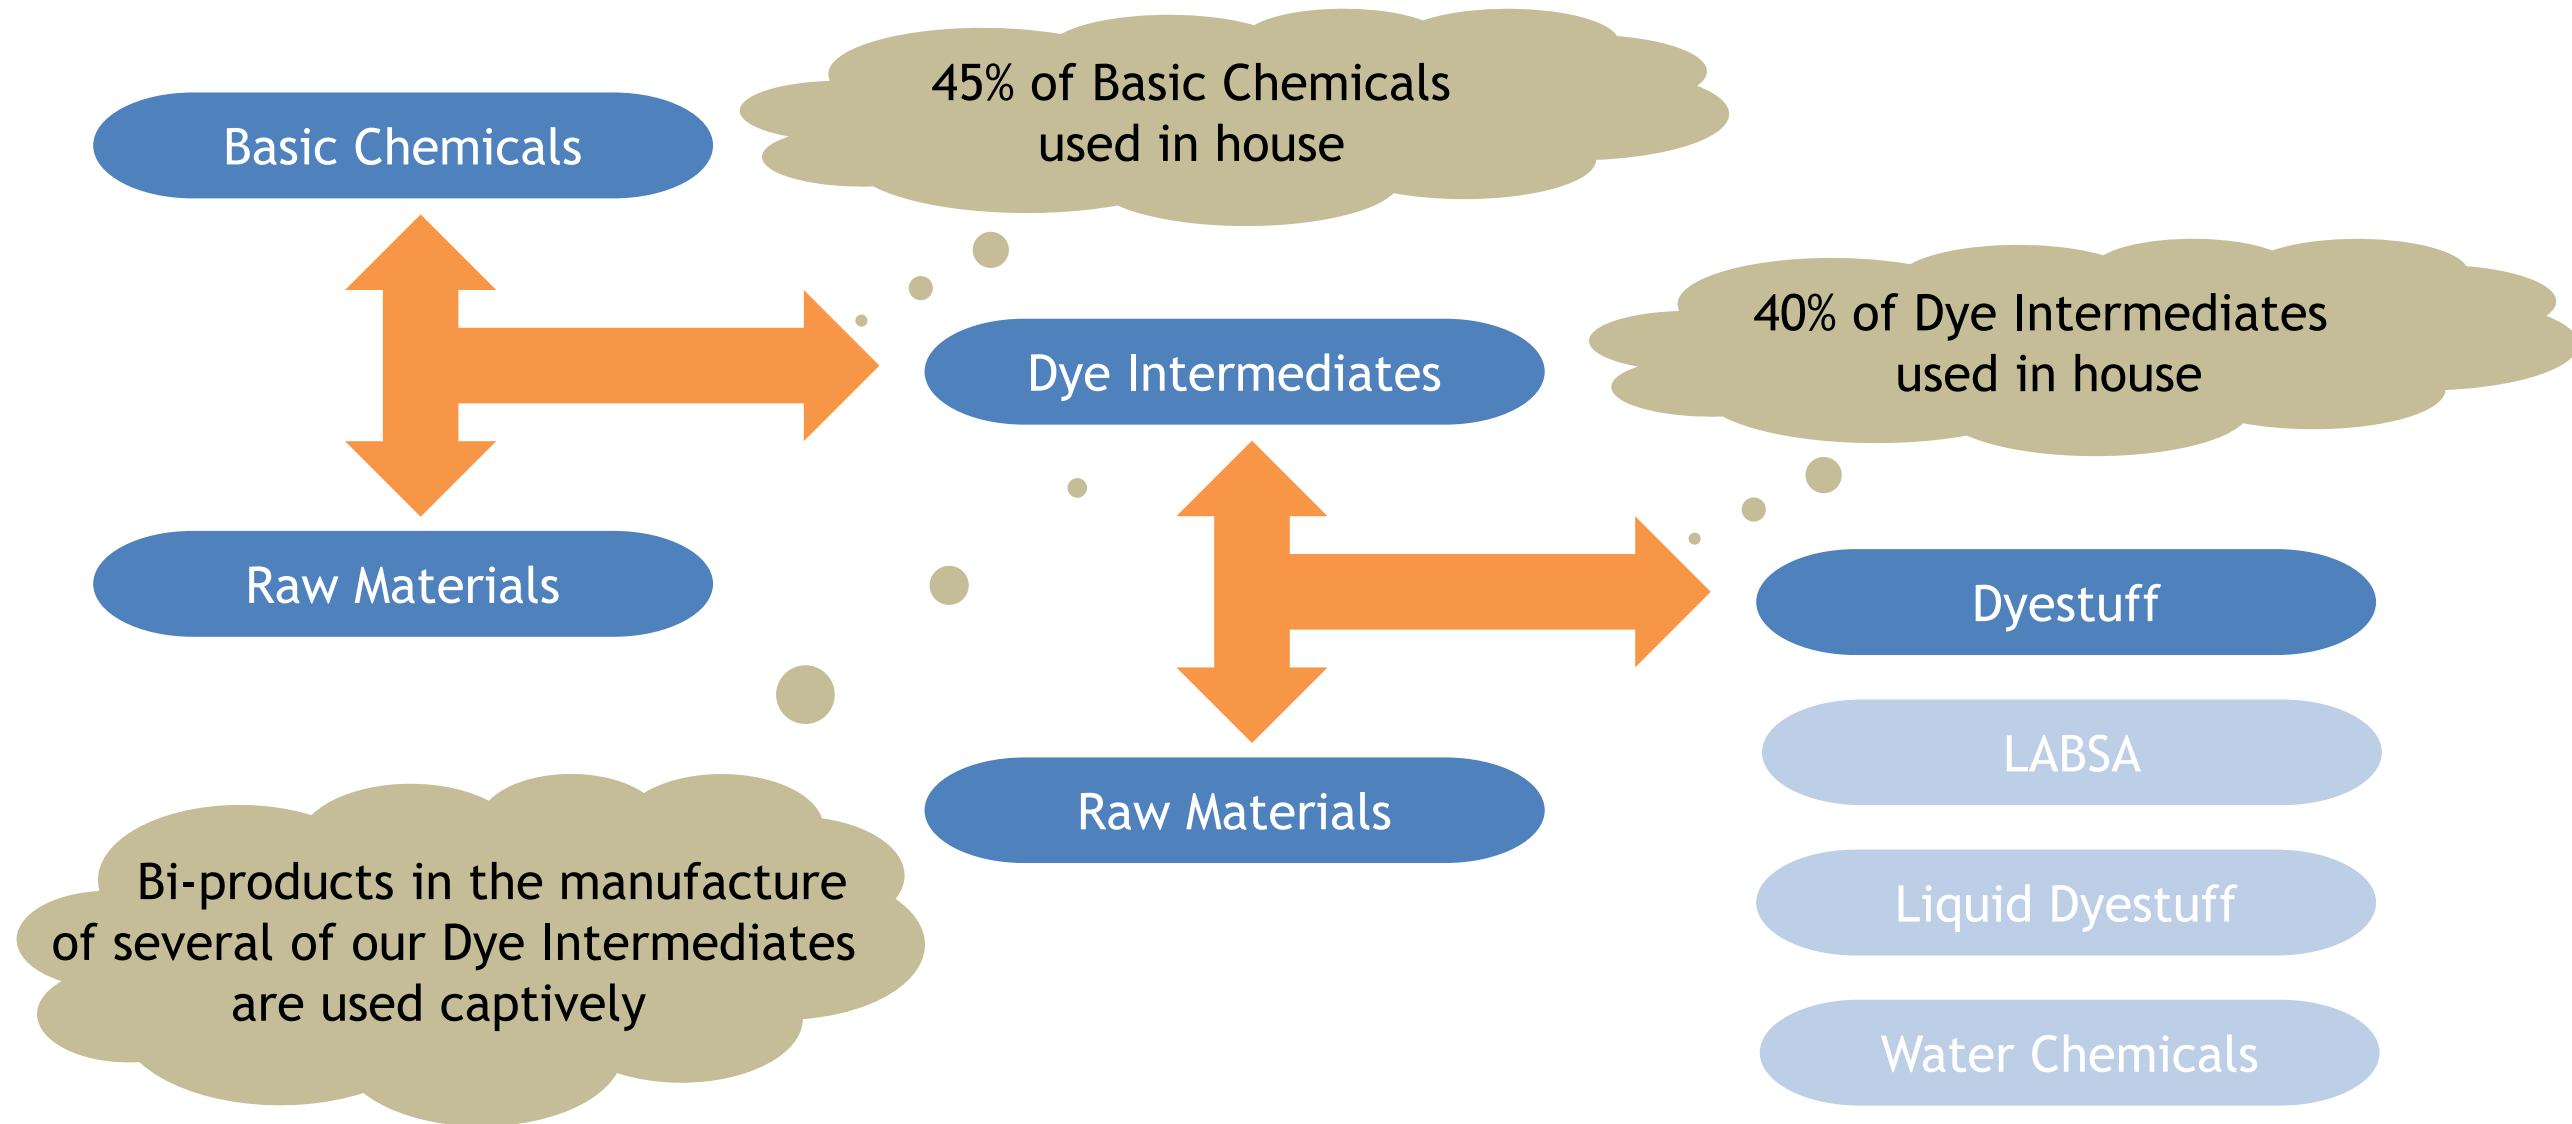 45% of Basic Chemicals
used in house
Basic Chemicals
40% of Dye Intermediates
used in house
Dye Intermediates
Raw Materials
Dyestuff
LABSA
Raw Materials
Bi-products in the manufacture
of several of our Dye Intermediates
are used captively
Liquid Dyestuff
Water Chemicals